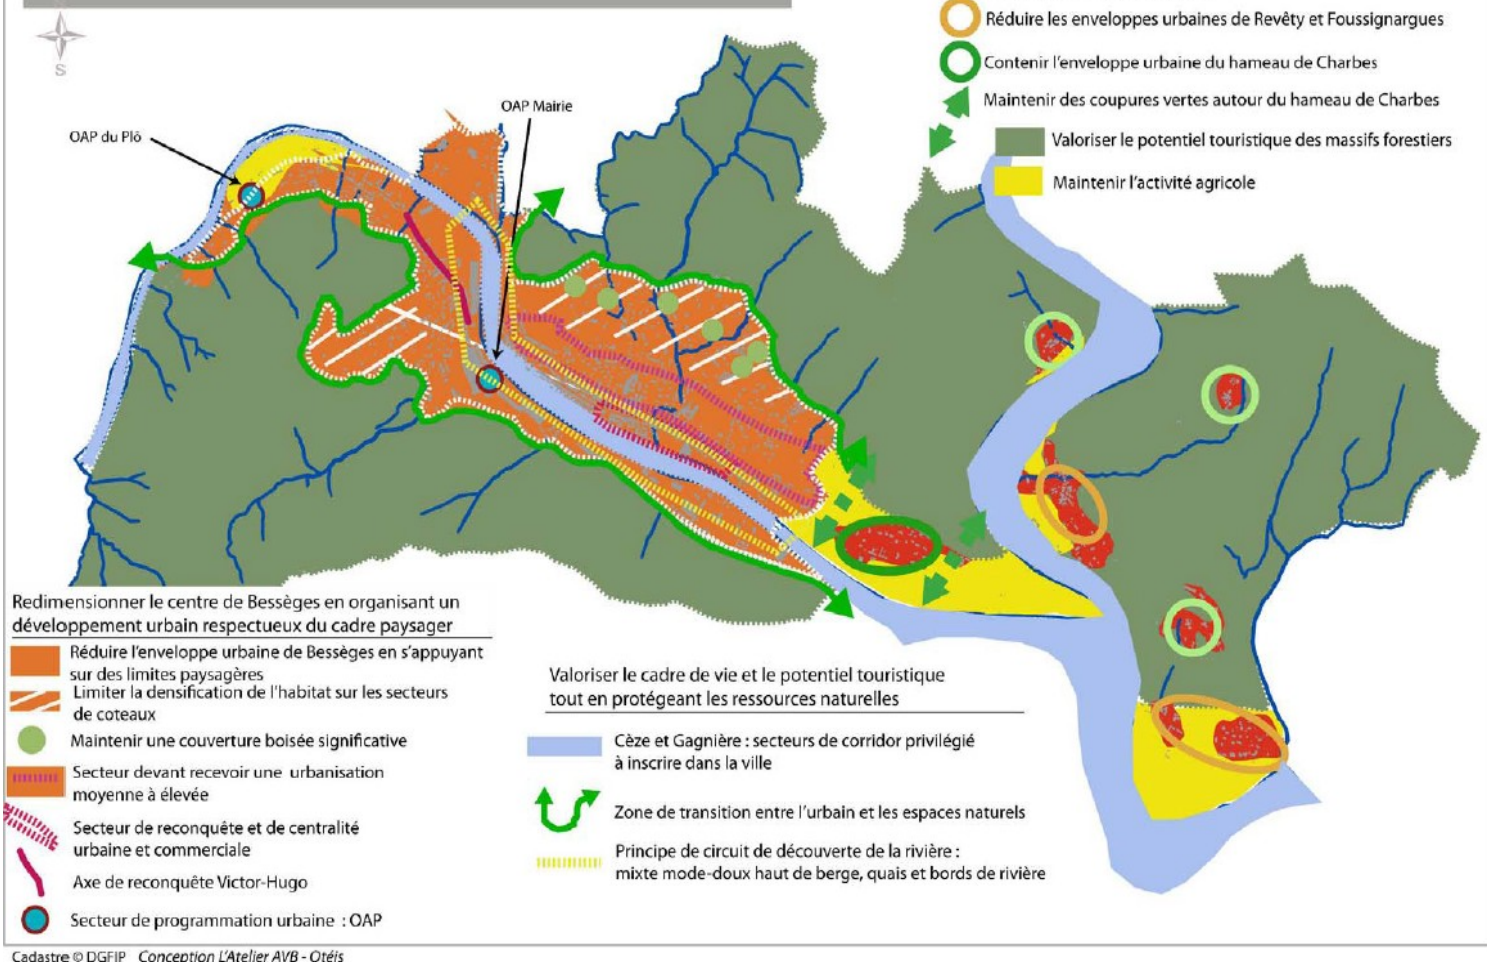 S
Réduire les enveloppes urbaines de Revêty et Foussignargues
Contenir l'enveloppe urbaine du hameau de Charbes
Maintenir des coupures vertes autour du hameau de Charbes
Valoriser le potentiel touristique des massifs forestiers
Maintenir l'activité agricole
OAP Mairie
OAP du Plô
Redimensionner le centre de Bessèges en organisant un
développement urbain respectueux du cadre paysager
Réduire l'enveloppe urbaine de Bessèges en s'appuyant
sur des limites paysagères
Limiter la densification de l'habitat sur les secteurs
de coteaux
Maintenir une couverture boisée significative
Secteur devant recevoir une urbanisation
moyenne à élevée
Secteur de reconquête et de centralité
urbaine et commerciale
Axe de reconquête Victor-Hugo
Secteur de programmation urbaine : OAP
Valoriser le cadre de vie et le potentiel touristique
tout en protégeant les ressources naturelles
Cèze et Gagnière : secteurs de corridor privilégié
à inscrire dans la ville
Zone de transition entre l'urbain et les espaces naturels
Principe de circuit de découverte de la rivière :
mixte mode-doux haut de berge, quais et bords de rivière
Cadastre © DGFIP Conception L'Atelier AVB - Otéis